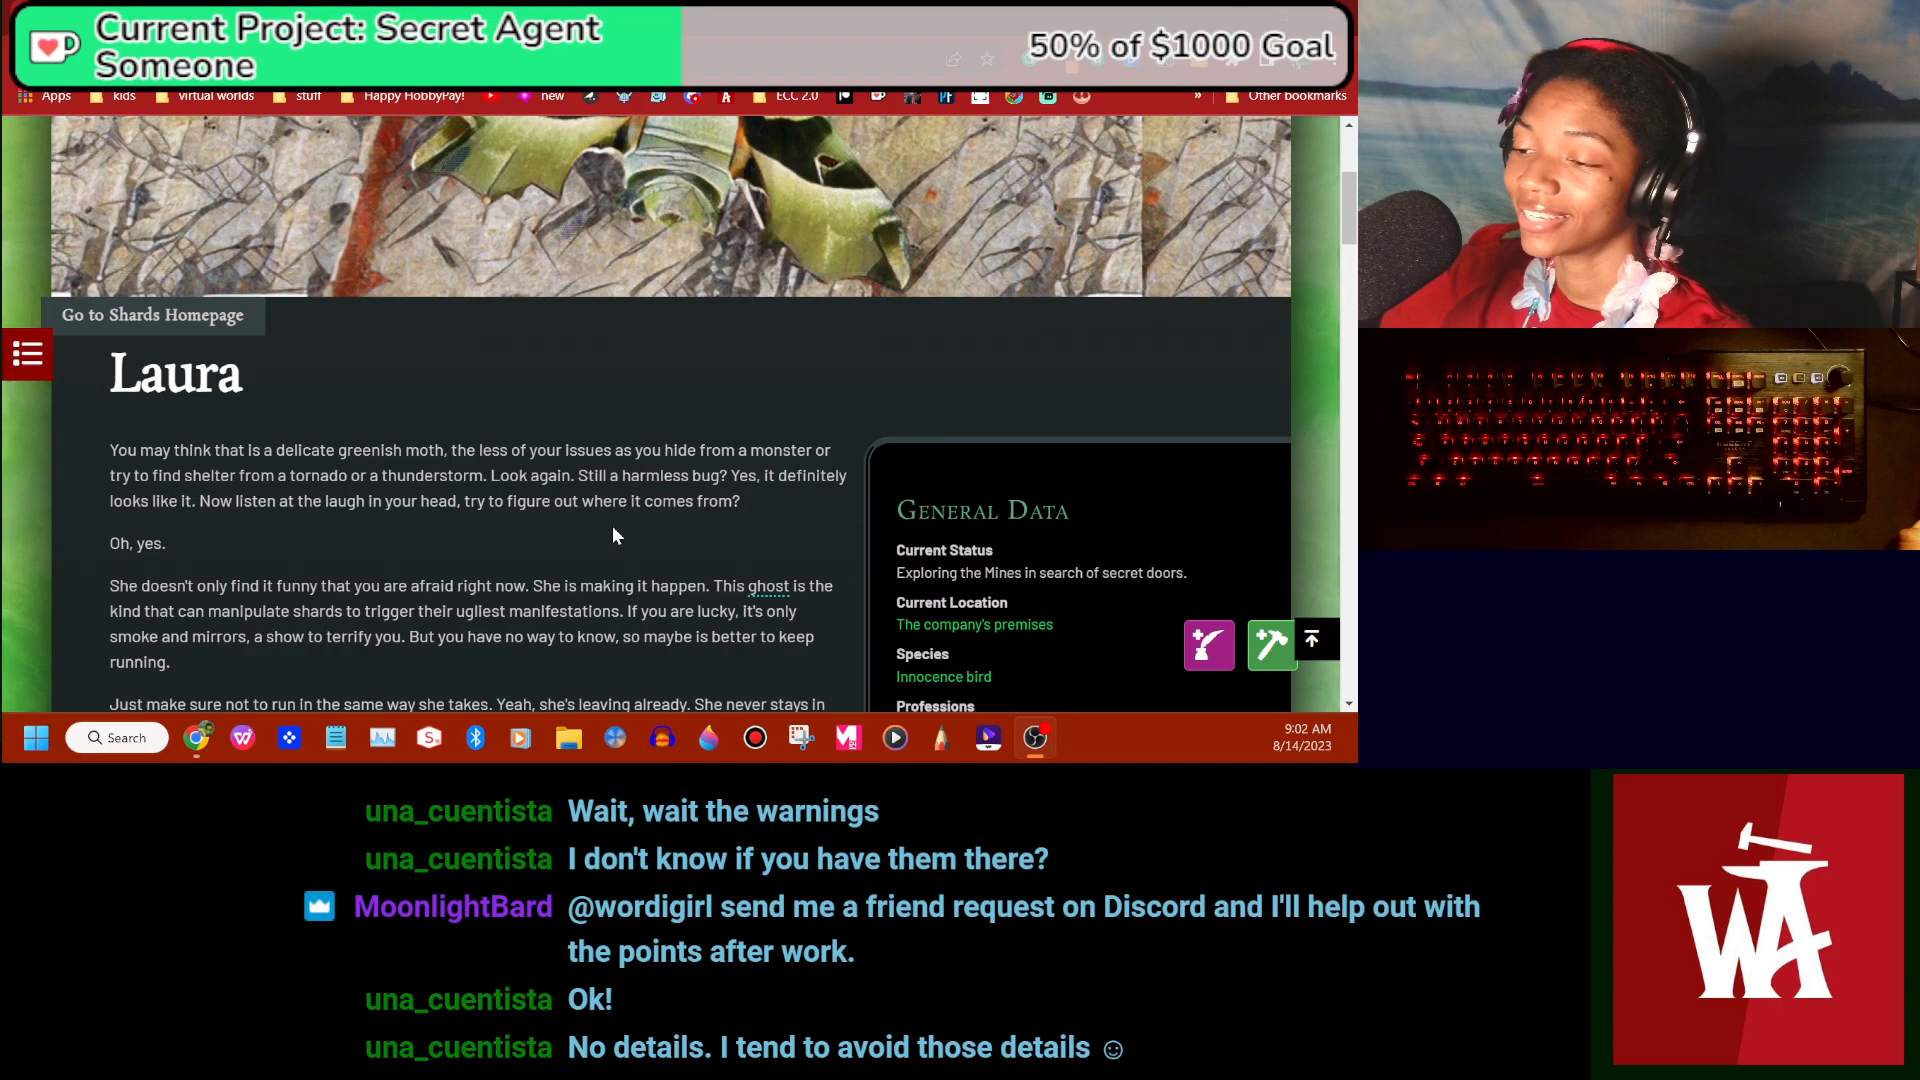 Current Project: Secret Agent
Someone
50% of $1000 Goal
Apps
kids
virtual worlds
stuff
Happy HobbyPay!
new
ECC 2.0
»
Other bookmarks
Go to Shards Homepage
Laura
You may think that is a delicate greenish moth, the less of your issues as you hide from a monster or
try to find shelter from a tornado or a thunderstorm. Look again. Still a harmless bug? Yes, it definitely
looks like it. Now listen at the laugh in your head, try to figure out where it comes from?
Oh, yes.
She doesn't only find it funny that you are afraid right now. She is making it happen. This ghost is the
kind that can manipulate shards to trigger their ugliest manifestations. If you are lucky, it's only
smoke and mirrors, a show to terrify you. But you have no way to know, so maybe is better to keep
running.
Just make sure not to run in the same way she takes. Yeah, she's leaving already. She never stays in
General Data
Current Status
Exploring the Mines in search of secret doors.
Current Location
The company's premises
Species
Innocence bird
Professions
Search
9:02 AM
8/14/2023
una_cuentista Wait, wait the warnings
una_cuentista I don't know if you have them there?
MoonlightBard @wordigirl send me a friend request on Discord and I'll help out with
the points after work.
una_cuentista Ok!
una_cuentista No details. I tend to avoid those details ☺
WA